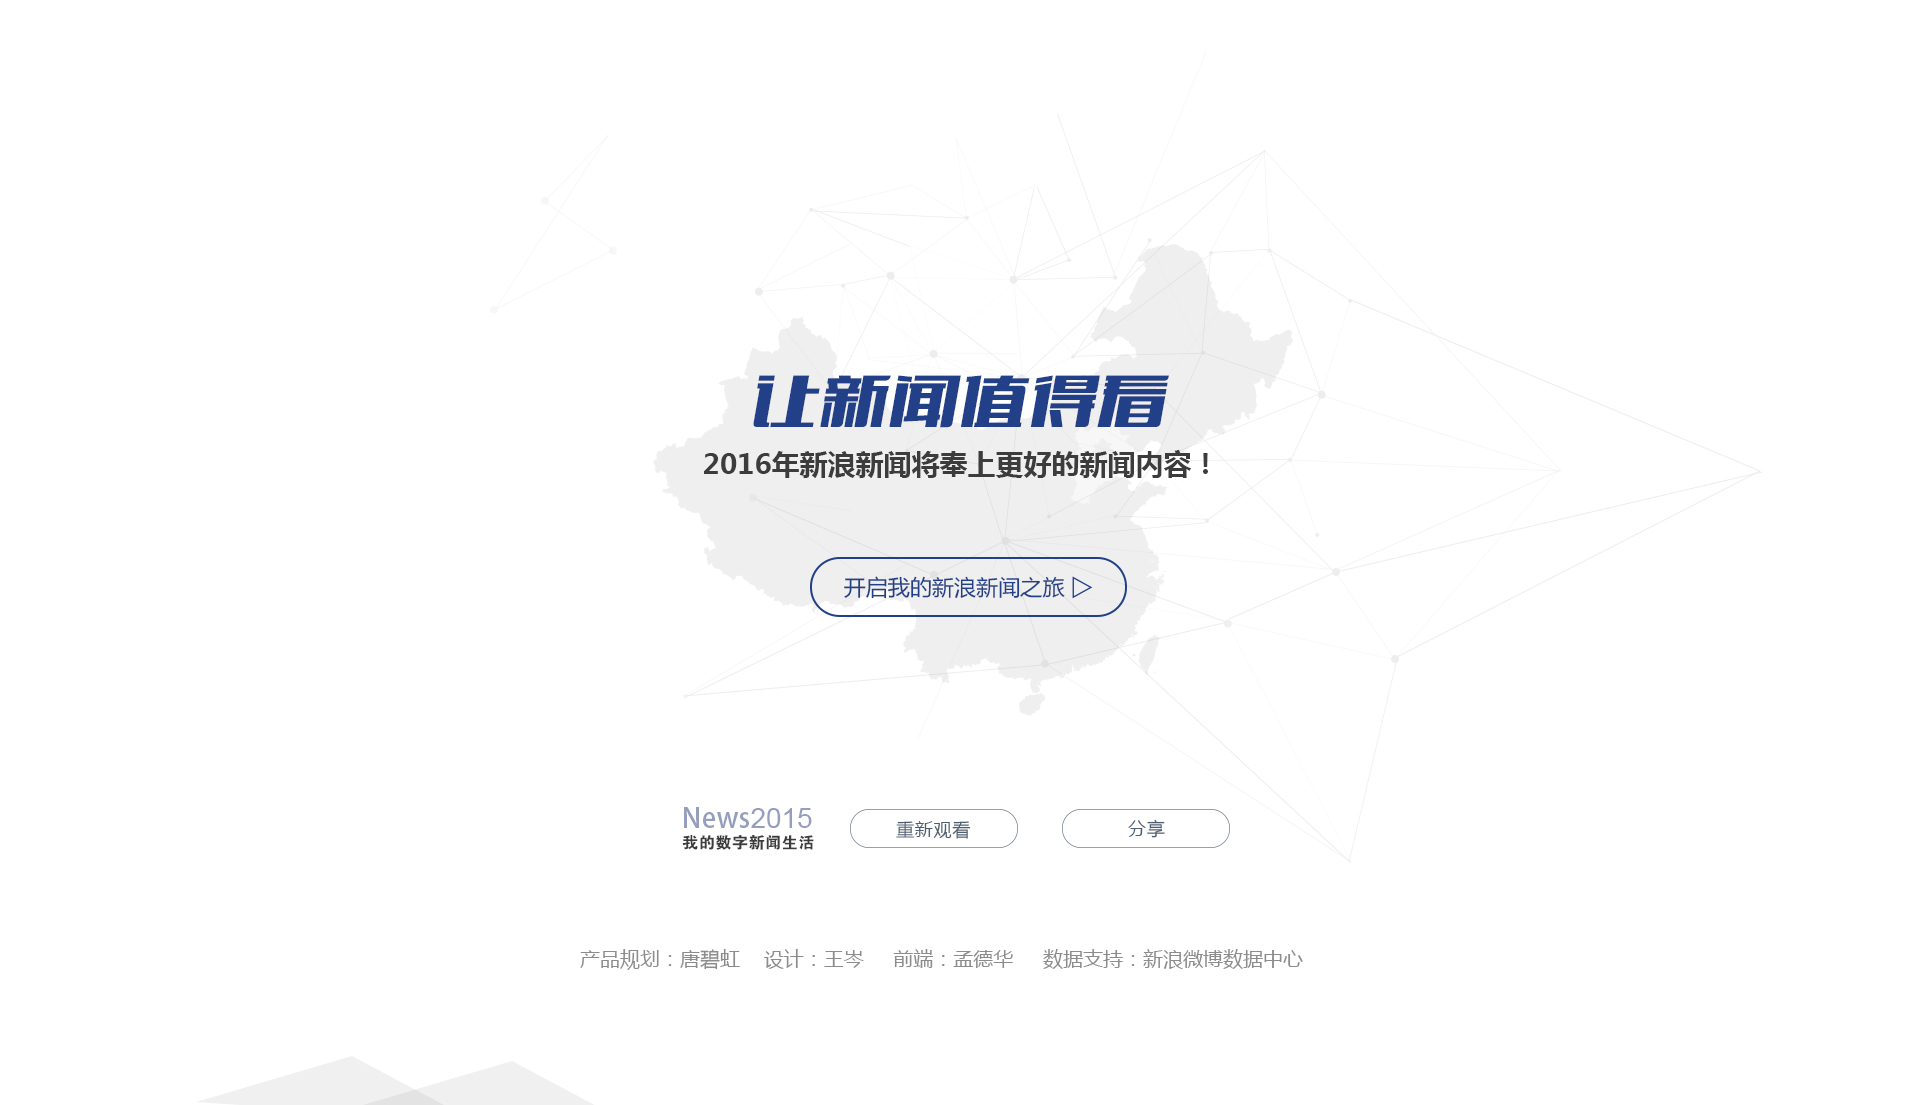 让新闻值得看
2016年新浪新闻将奉上更好的新闻内容！
开启我的新浪新闻之旅
News2015
我的数字新闻生活
重新观看
分享
产品规划：唐碧虹 设计：王岑 前端：孟德华 数据支持：新浪微博数据中心